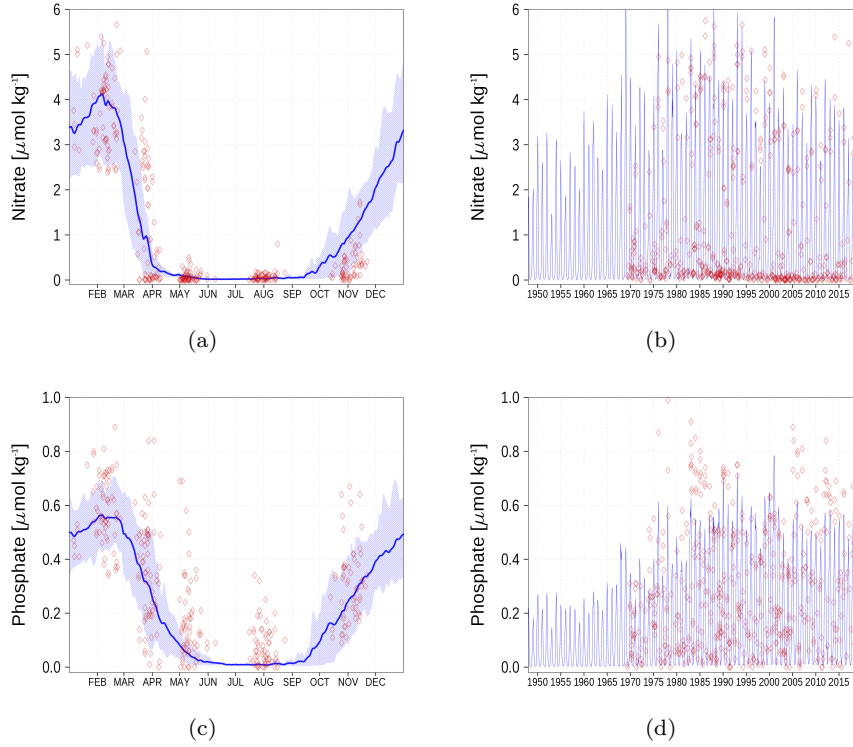 6
5
4
3
2
1
0
Nitrate [μmol kg⁻¹]
FEB MAR APR MAY JUN JUL AUG SEP OCT NOV DEC
(a)
6
5
4
3
2
1
0
Nitrate [μmol kg⁻¹]
1950 1955 1960 1965 1970 1975 1980 1985 1990 1995 2000 2005 2010 2015
(b)
1.0
0.8
0.6
0.4
0.2
0.0
Phosphate [μmol kg⁻¹]
FEB MAR APR MAY JUN JUL AUG SEP OCT NOV DEC
(c)
1.0
0.8
0.6
0.4
0.2
0.0
Phosphate [μmol kg⁻¹]
1950 1955 1960 1965 1970 1975 1980 1985 1990 1995 2000 2005 2010 2015
(d)